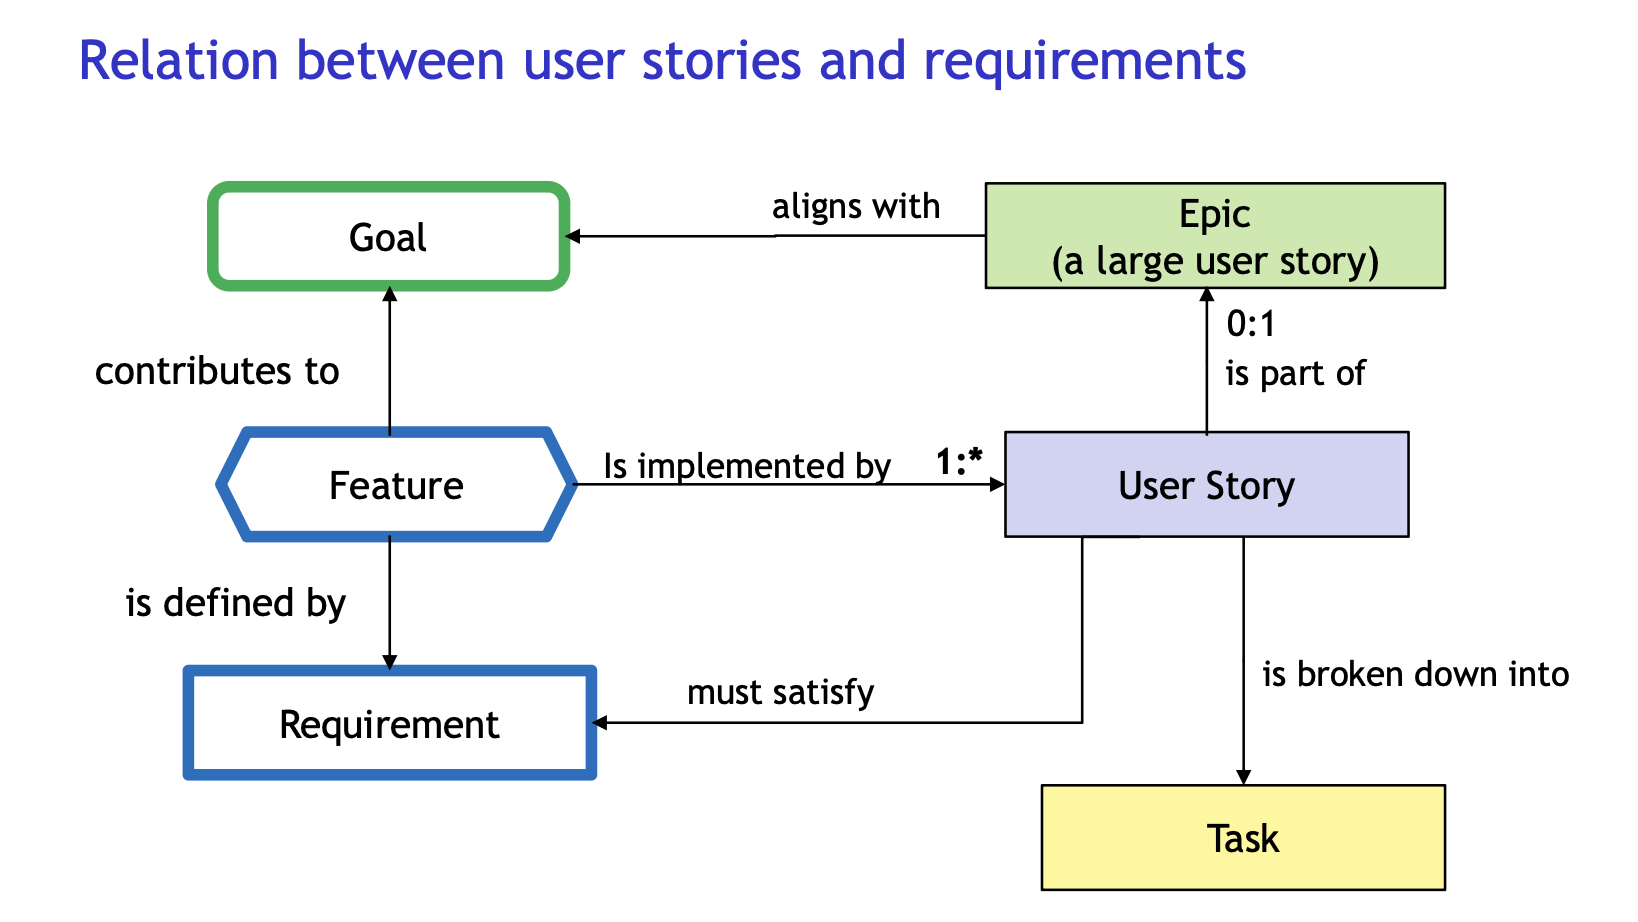 Relation between user stories and requirements
Goal
aligns with
Epic
(a large user story)
0:1
contributes to
is part of
Feature
Is implemented by
1:*
User Story
is defined by
Requirement
must satisfy
is broken down into
Task